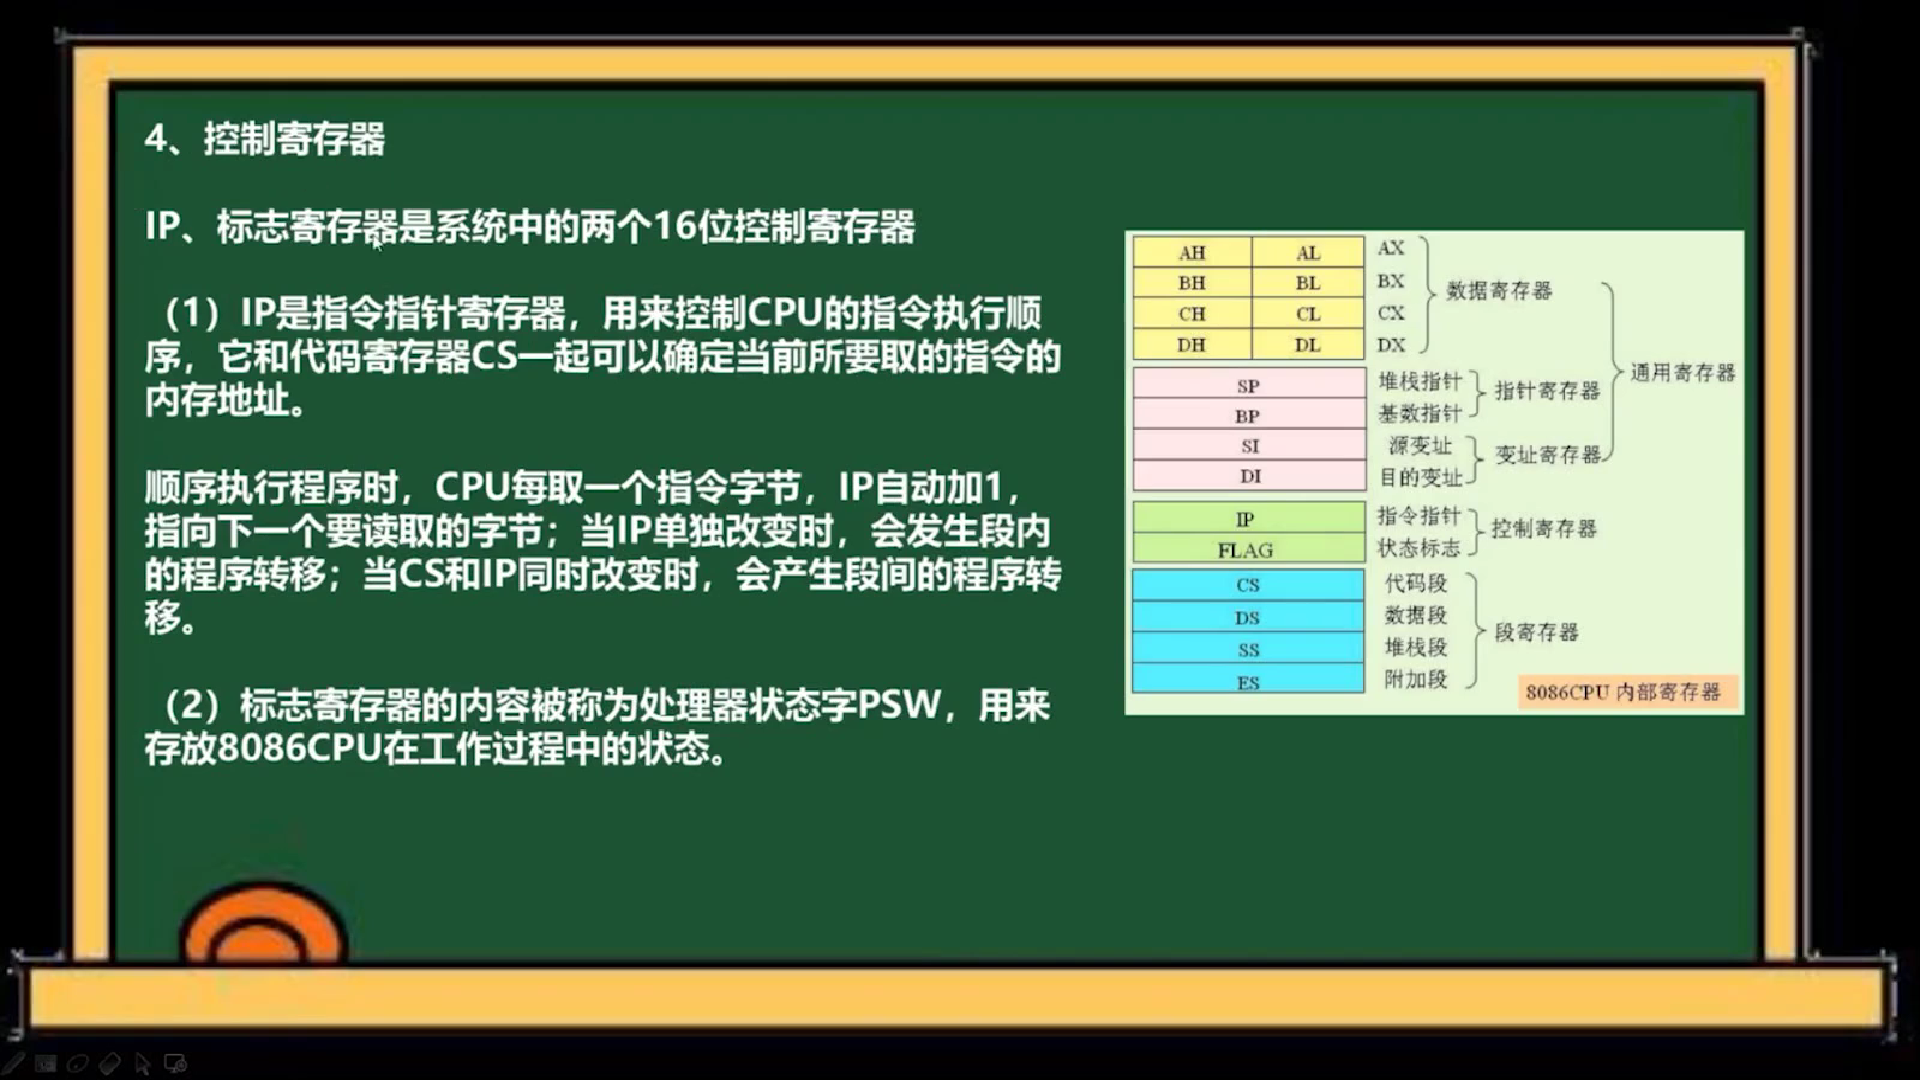 4、控制寄存器
IP、标志寄存器是系统中的两个16位控制寄存器
（1）IP是指令指针寄存器，用来控制CPU的指令执行顺
序，它和代码寄存器CS一起可以确定当前所要取的指令的
内存地址。
顺序执行程序时，CPU每取一个指令字节，IP自动加1，
指向下一个要读取的字节；当IP单独改变时，会发生段内
的程序转移；当CS和IP同时改变时，会产生段间的程序转
移。
（2）标志寄存器的内容被称为处理器状态字PSW，用来
存放8086CPU在工作过程中的状态。
AH AL AX
BH BL BX
数据寄存器
CH CL CX
DH DL DX
通用寄存器
SP 堆栈指针
指针寄存器
BP 基数指针
SI 源变址
变址寄存器
DI 目的变址
IP 指令指针
控制寄存器
FLAG 状态标志
CS 代码段
DS 数据段
段寄存器
SS 堆栈段
ES 附加段
8086CPU 内部寄存器